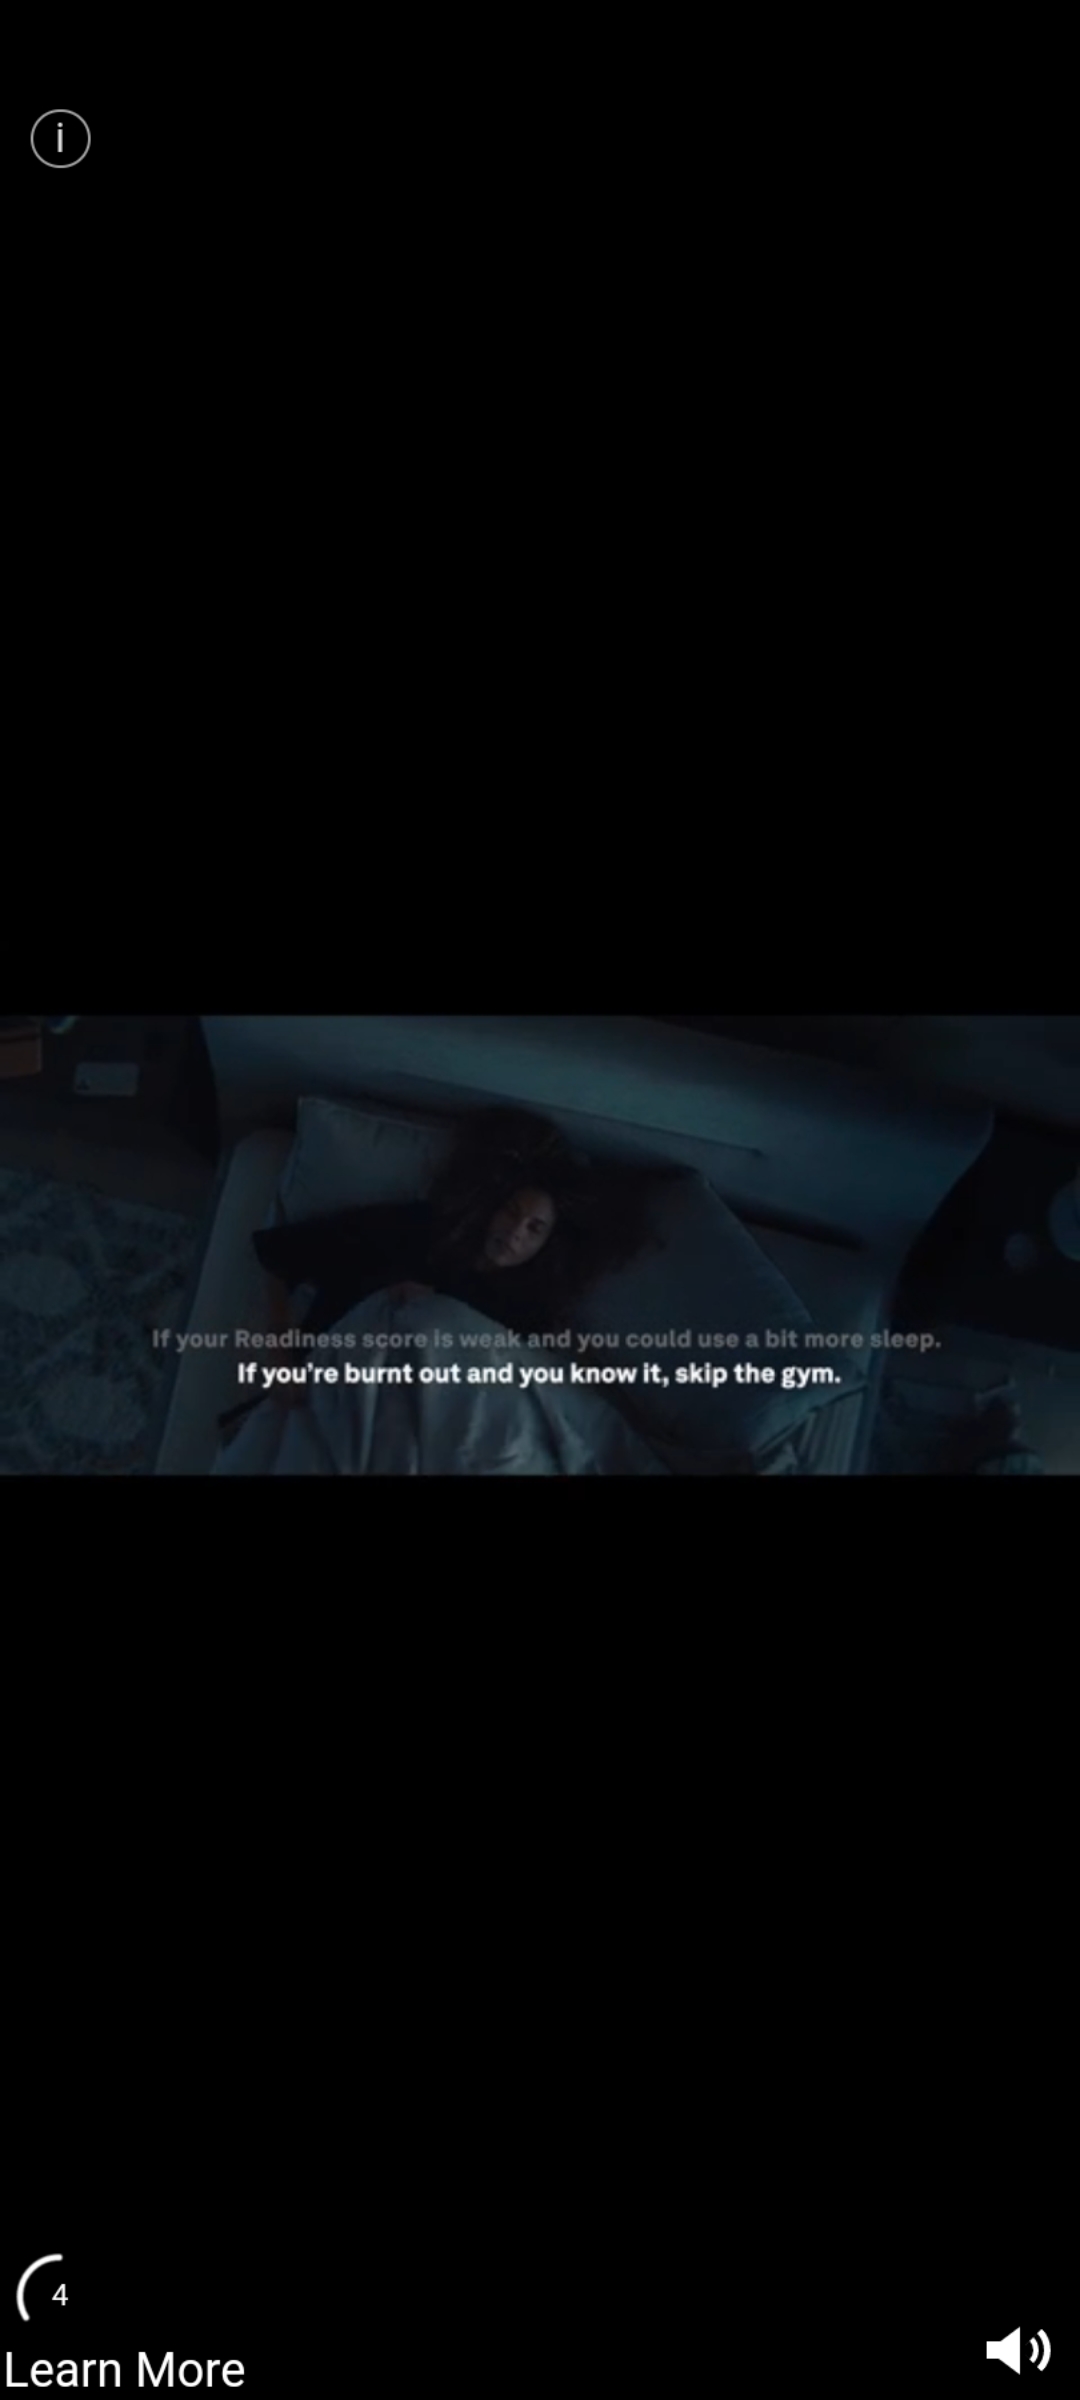 i
If your Readiness score is weak and you could use a bit more sleep.
If you're burnt out and you know it, skip the gym.
4
Learn More